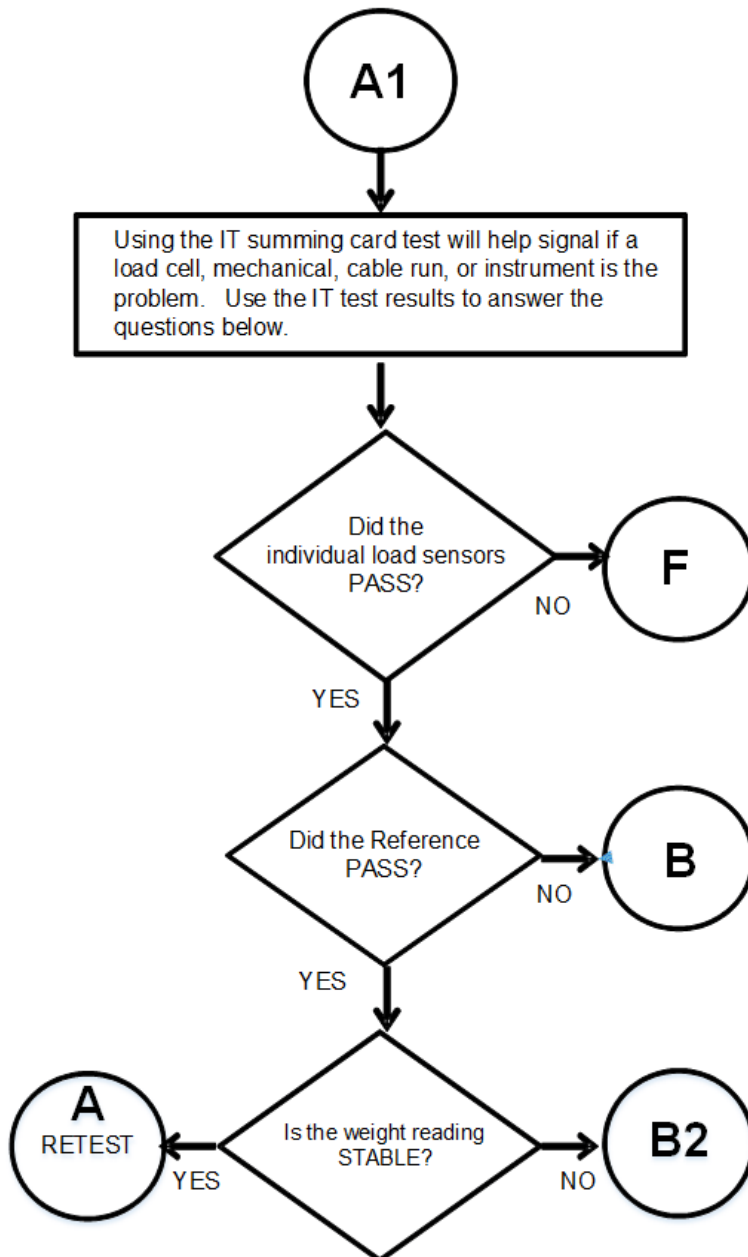 A1
Using the IT summing card test will help signal if a
load cell, mechanical, cable run, or instrument is the
problem. Use the IT test results to answer the
questions below.
Did the
individual load sensors
PASS?
NO
F
YES
Did the Reference
PASS?
NO
B
YES
A
RETEST
YES
Is the weight reading
STABLE?
NO
B2